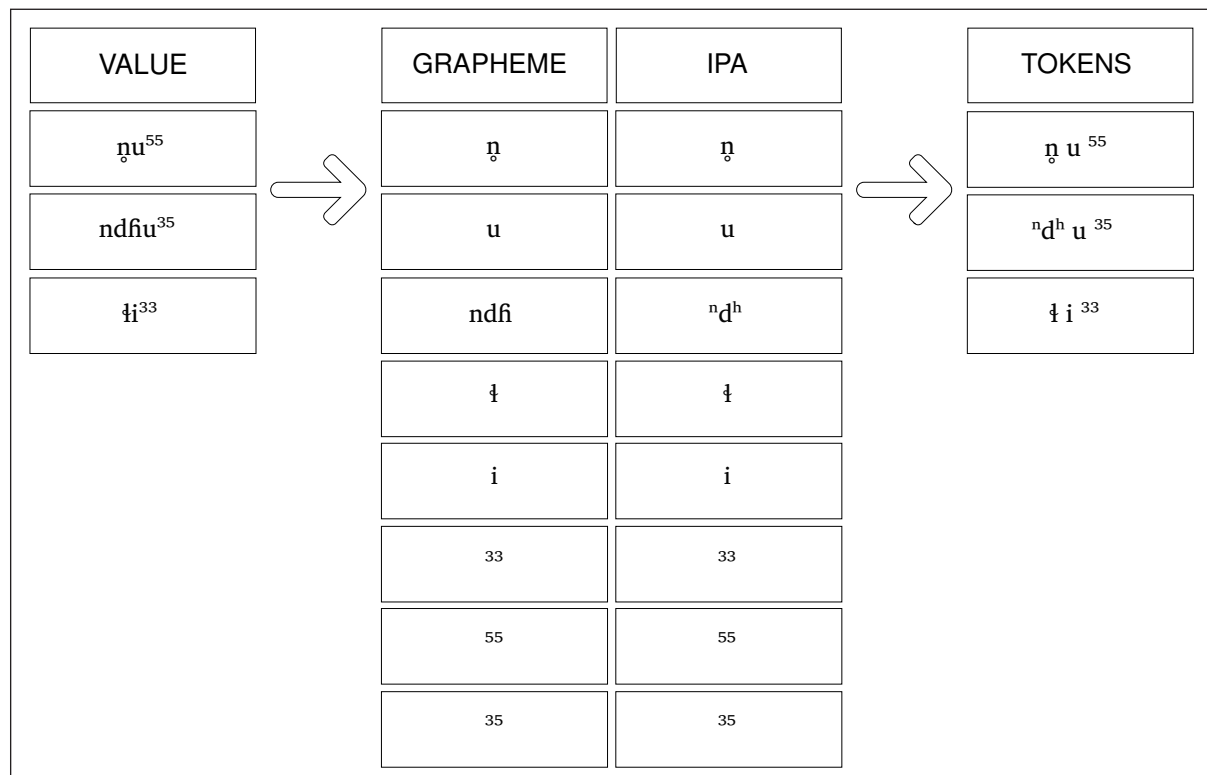 VALUE GRAPHEME IPA TOKENS
n̥u⁵⁵ n̥ n̥ n̥ u ⁵⁵
ndɦu³⁵ u u ⁿdʰ u ³⁵
ɬi³³ ndɦ ⁿdʰ ɬ i ³³
ɬ ɬ
i i
³³ ³³
⁵⁵ ⁵⁵
³⁵ ³⁵